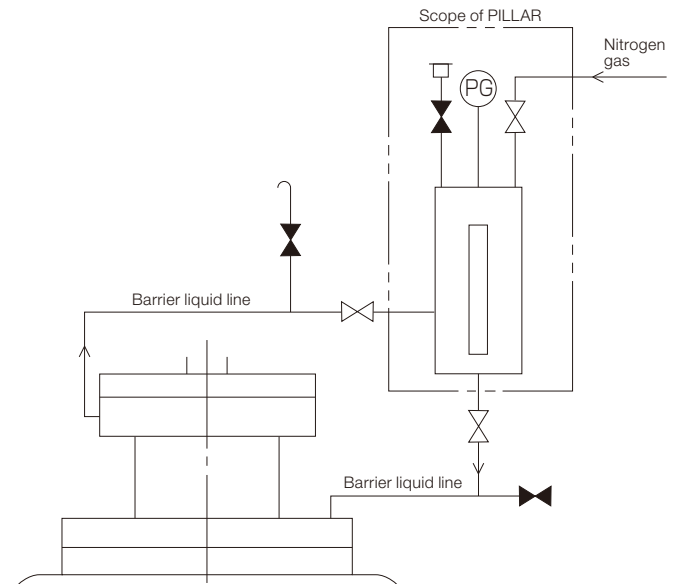 Scope of PILLAR
Nitrogen
gas
PG
Barrier liquid line
Barrier liquid line